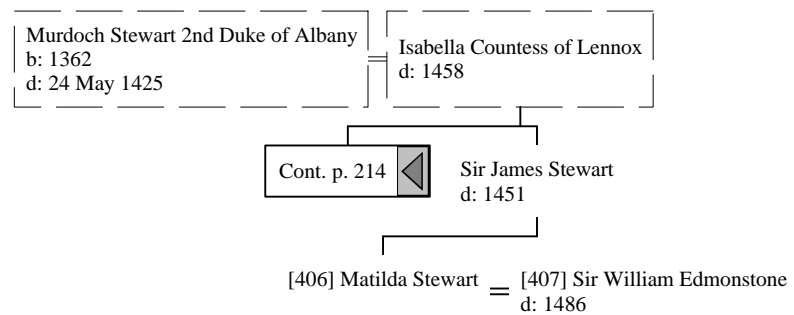 Murdoch Stewart 2nd Duke of Albany
b: 1362
d: 24 May 1425
=
Isabella Countess of Lennox
d: 1458
Cont. p. 214
Sir James Stewart
d: 1451
[406] Matilda Stewart = [407] Sir William Edmonstone
d: 1486